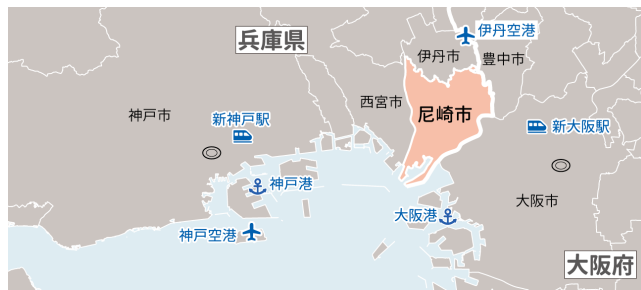 伊丹空港
兵庫県
伊丹市
豊中市
西宮市
尼崎市
神戸市
新神戸駅
新大阪駅
神戸港
大阪市
大阪港
神戸空港
大阪府